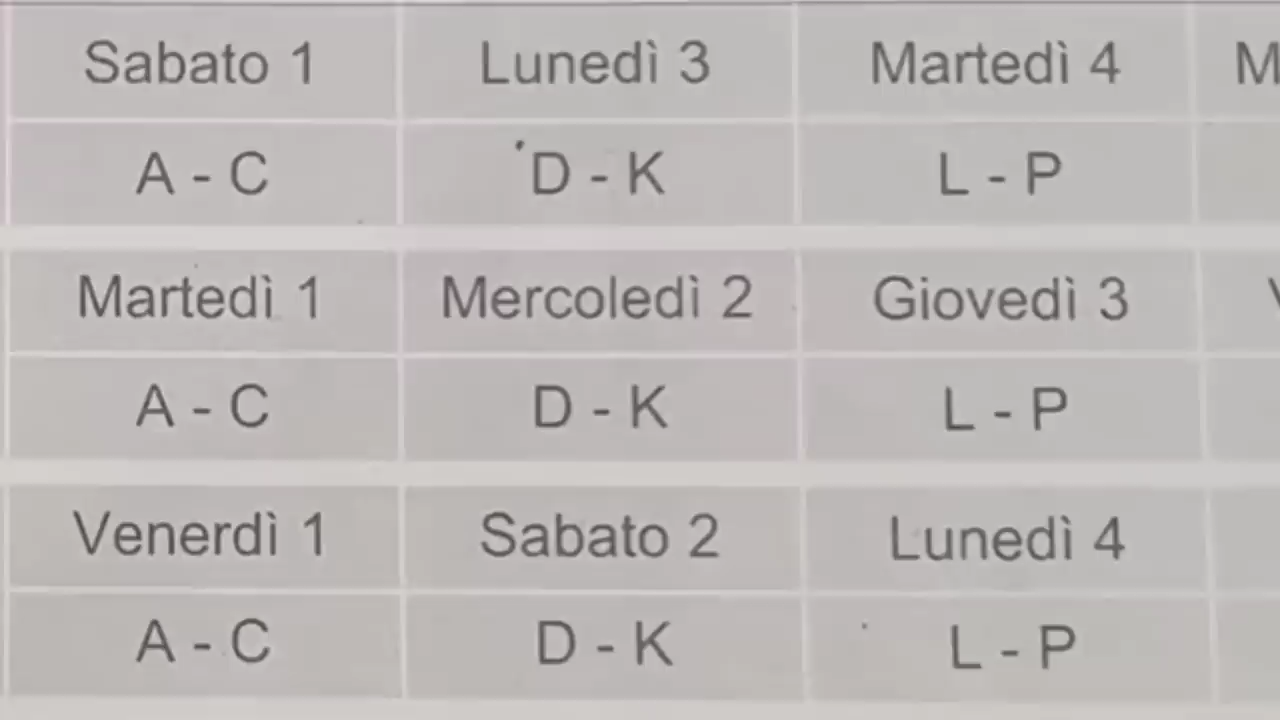 Sabato 1 Lunedì 3 Martedì 4 M
A - C D - K L - P
Martedì 1 Mercoledì 2 Giovedì 3
A - C D - K L - P
Venerdì 1 Sabato 2 Lunedì 4
A - C D - K L - P